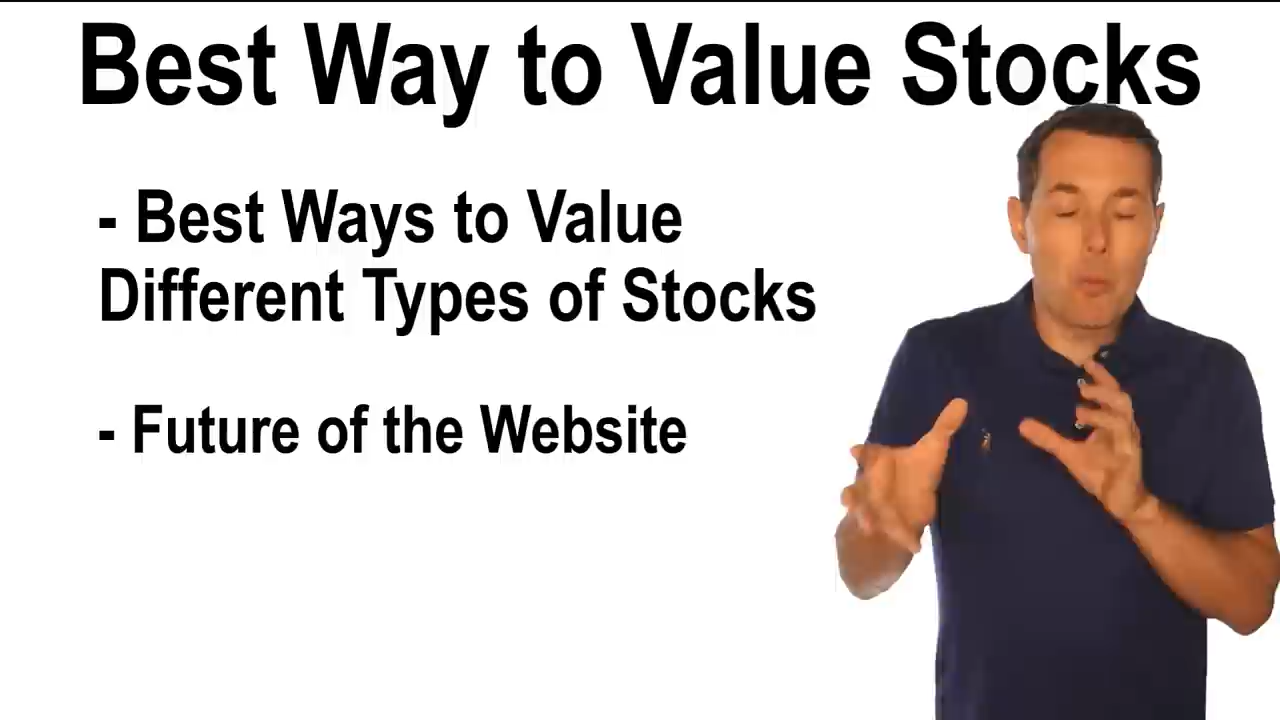 Best Way to Value Stocks
- Best Ways to Value
Different Types of Stocks
- Future of the Website